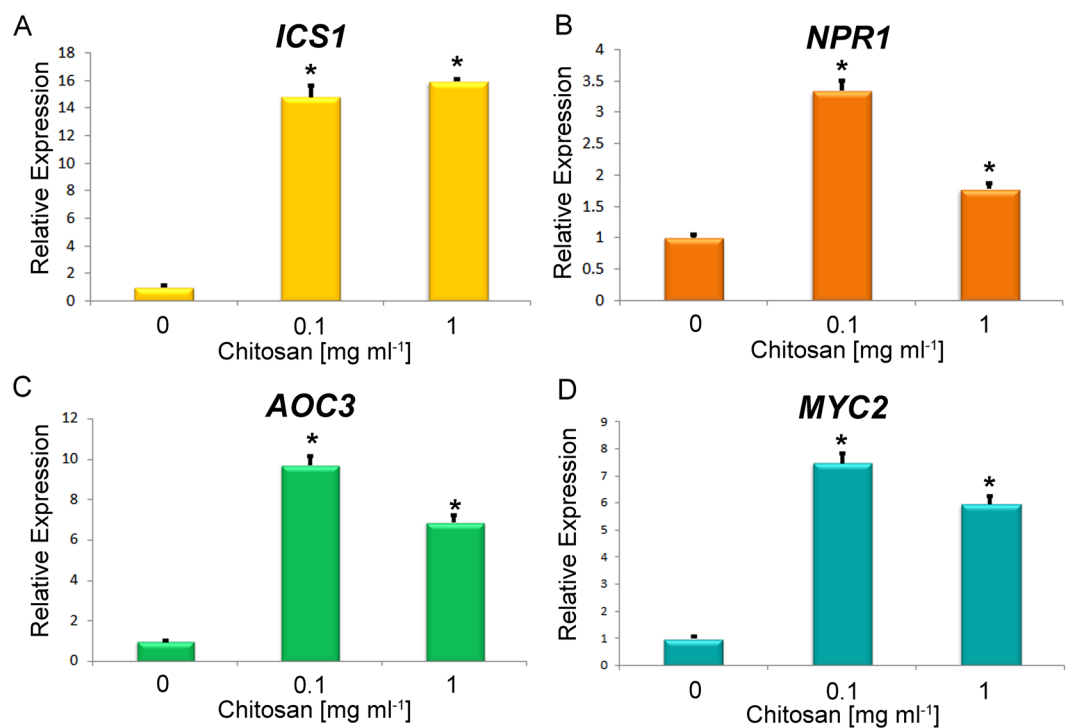 A
ICS1
Relative Expression
18
16
14
12
10
8
6
4
2
0
*
*
0 0.1 1
Chitosan [mg ml-1]
B
NPR1
Relative Expression
4
3.5
3
2.5
2
1.5
1
0.5
0
*
*
0 0.1 1
Chitosan [mg ml-1]
C
AOC3
Relative Expression
12
10
8
6
4
2
0
*
*
0 0.1 1
Chitosan [mg ml-1]
D
MYC2
Relative Expression
9
8
7
6
5
4
3
2
1
0
*
*
0 0.1 1
Chitosan [mg ml-1]